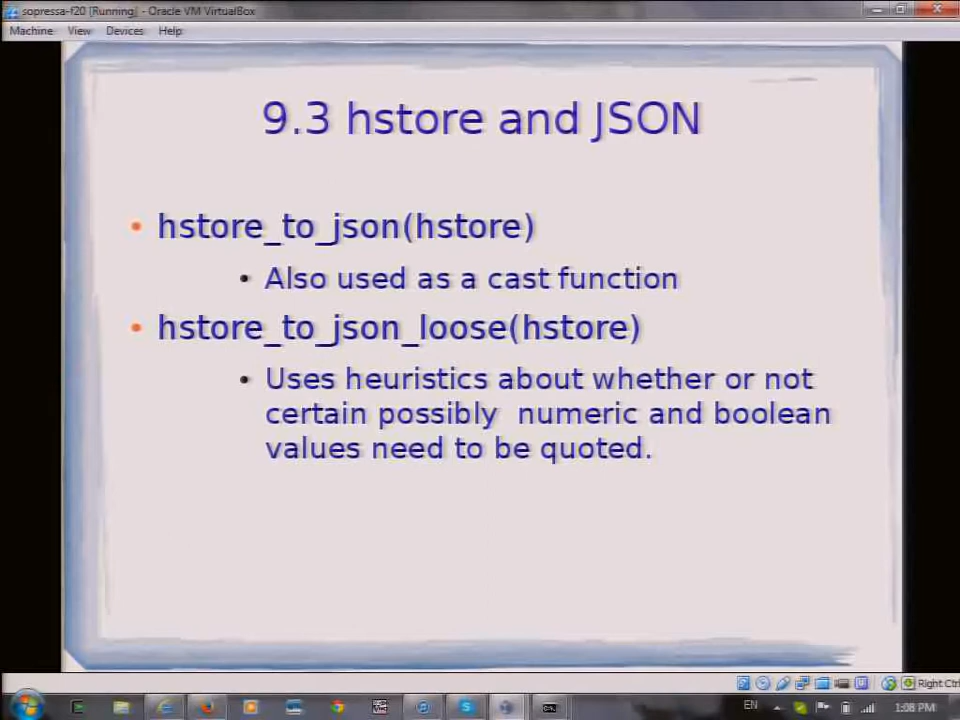 sopressa-f20 [Running] - Oracle VM VirtualBox
Machine View Devices Help
9.3 hstore and JSON
• hstore_to_json(hstore)
• Also used as a cast function
• hstore_to_json_loose(hstore)
• Uses heuristics about whether or not
certain possibly numeric and boolean
values need to be quoted.
Right Ctrl
EN
1:08 PM